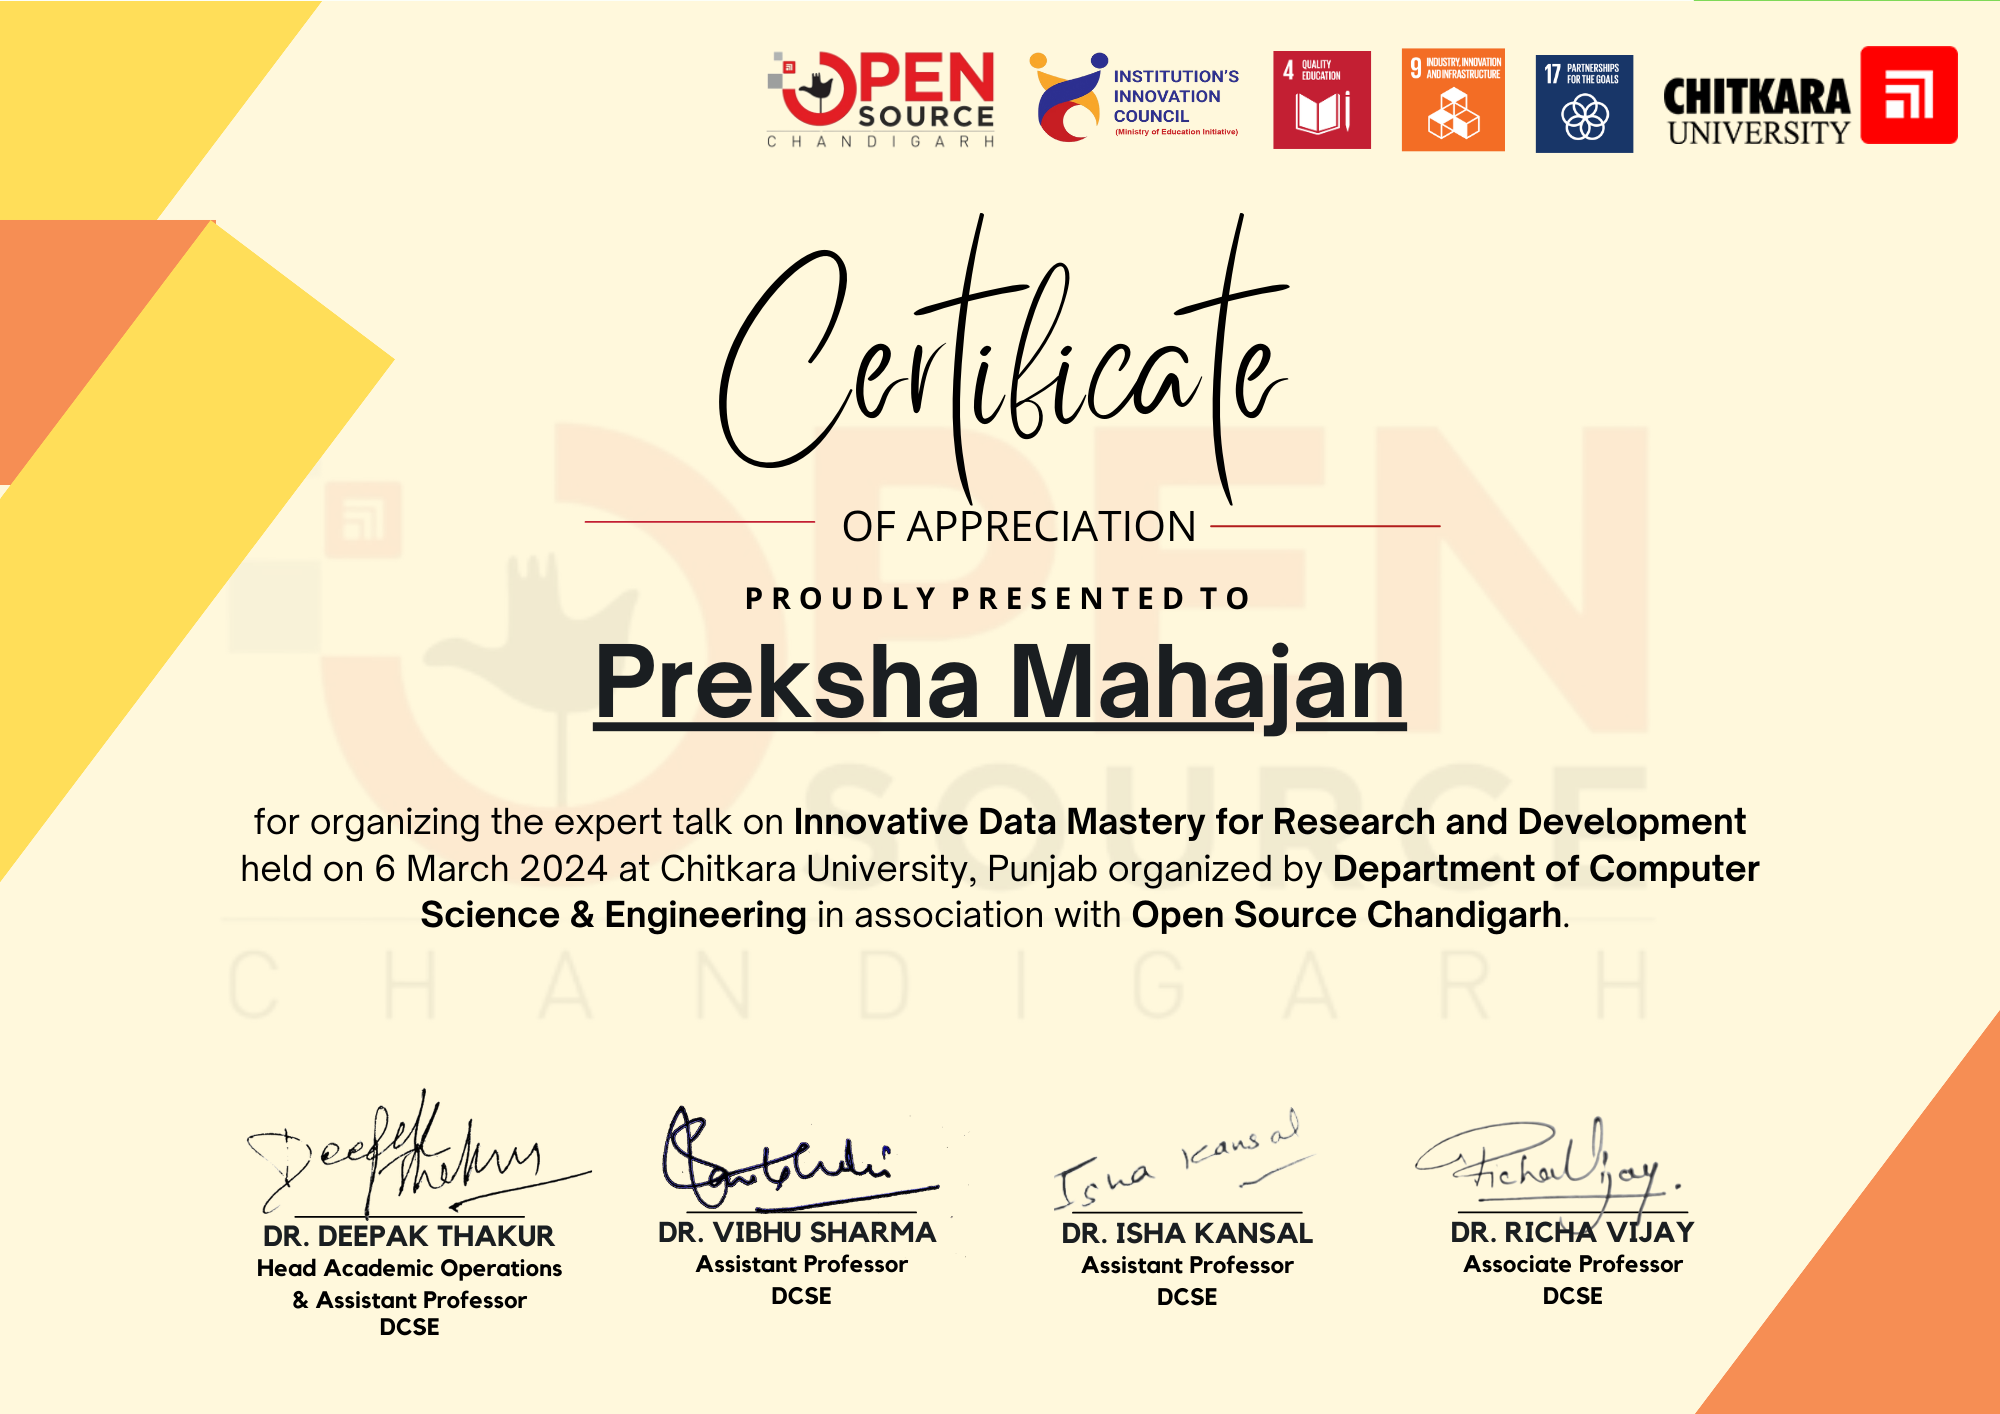 OPEN
SOURCE
CHANDIGARH
INSTITUTION'S
INNOVATION
COUNCIL
(Ministry of Education Initiative)
4 QUALITY
EDUCATION
9 INDUSTRY, INNOVATION
AND INFRASTRUCTURE
17 PARTNERSHIPS
FOR THE GOALS
CHITKARA
UNIVERSITY
Certificate
OF APPRECIATION
PROUDLY PRESENTED TO
Preksha Mahajan
for organizing the expert talk on Innovative Data Mastery for Research and Development
held on 6 March 2024 at Chitkara University, Punjab organized by Department of Computer
Science & Engineering in association with Open Source Chandigarh.
OPEN
SOURCE
CHANDIGARH
Deepak Thakur
Isha Kansal
Richa Vijay.
DR. DEEPAK THAKUR
Head Academic Operations
& Assistant Professor
DCSE
DR. VIBHU SHARMA
Assistant Professor
DCSE
DR. ISHA KANSAL
Assistant Professor
DCSE
DR. RICHA VIJAY
Associate Professor
DCSE